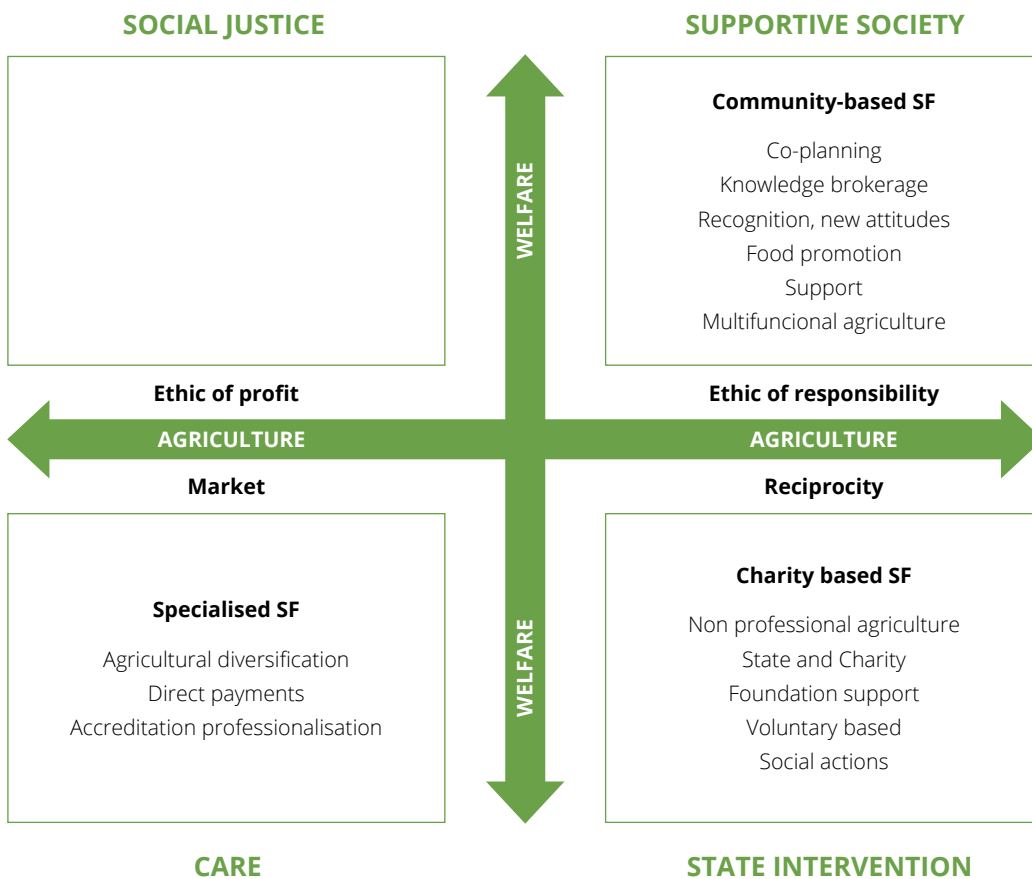 SOCIAL JUSTICE
SUPPORTIVE SOCIETY
WELFARE
Community-based SF
Co-planning
Knowledge brokerage
Recognition, new attitudes
Food promotion
Support
Multifuncional agriculture
Ethic of profit
Ethic of responsibility
AGRICULTURE
AGRICULTURE
Market
Reciprocity
Specialised SF
Agricultural diversification
Direct payments
Accreditation professionalisation
WELFARE
Charity based SF
Non professional agriculture
State and Charity
Foundation support
Voluntary based
Social actions
CARE
STATE INTERVENTION